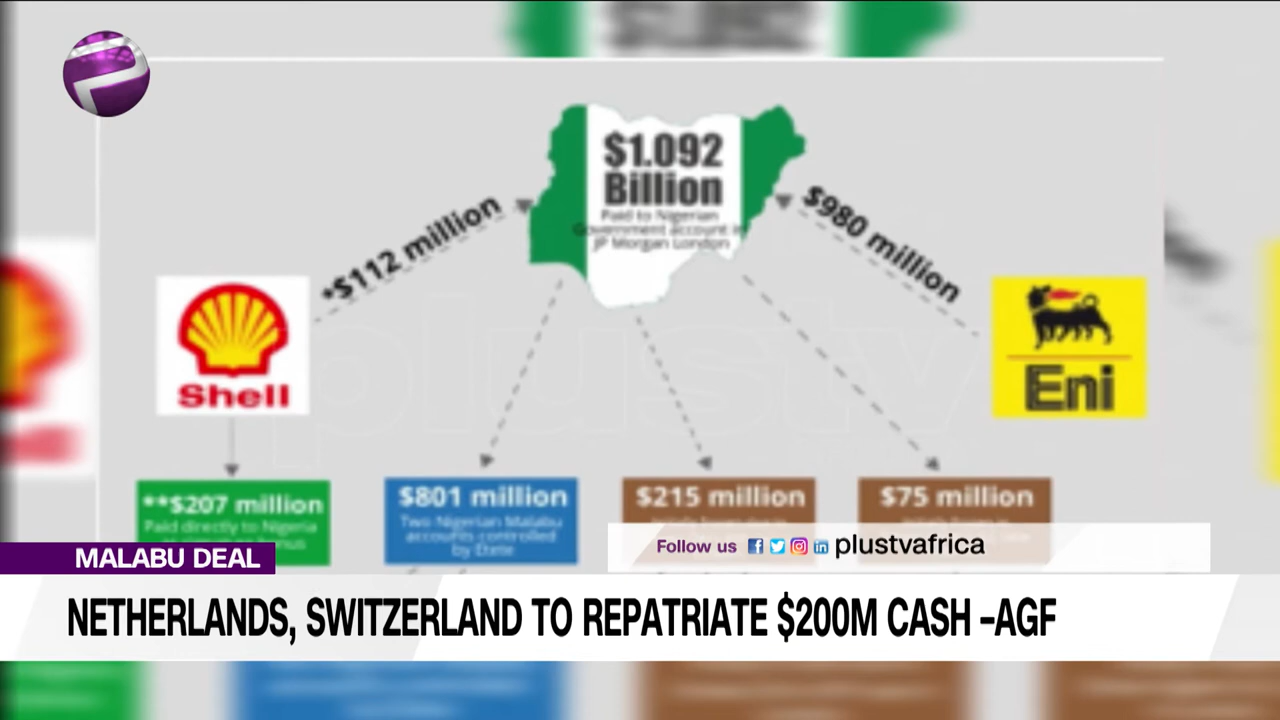 $1.092
Billion
Paid to Nigerian
Government account in
JP Morgan London
*$112 million
$980 million
Shell
Eni
**$207 million
Paid directly to Nigeria
$801 million
Two Nigerian Malabu
accounts controlled
by Etete
$215 million
$75 million
plustv
Follow us plustvafrica
MALABU DEAL
NETHERLANDS, SWITZERLAND TO REPATRIATE $200M CASH –AGF